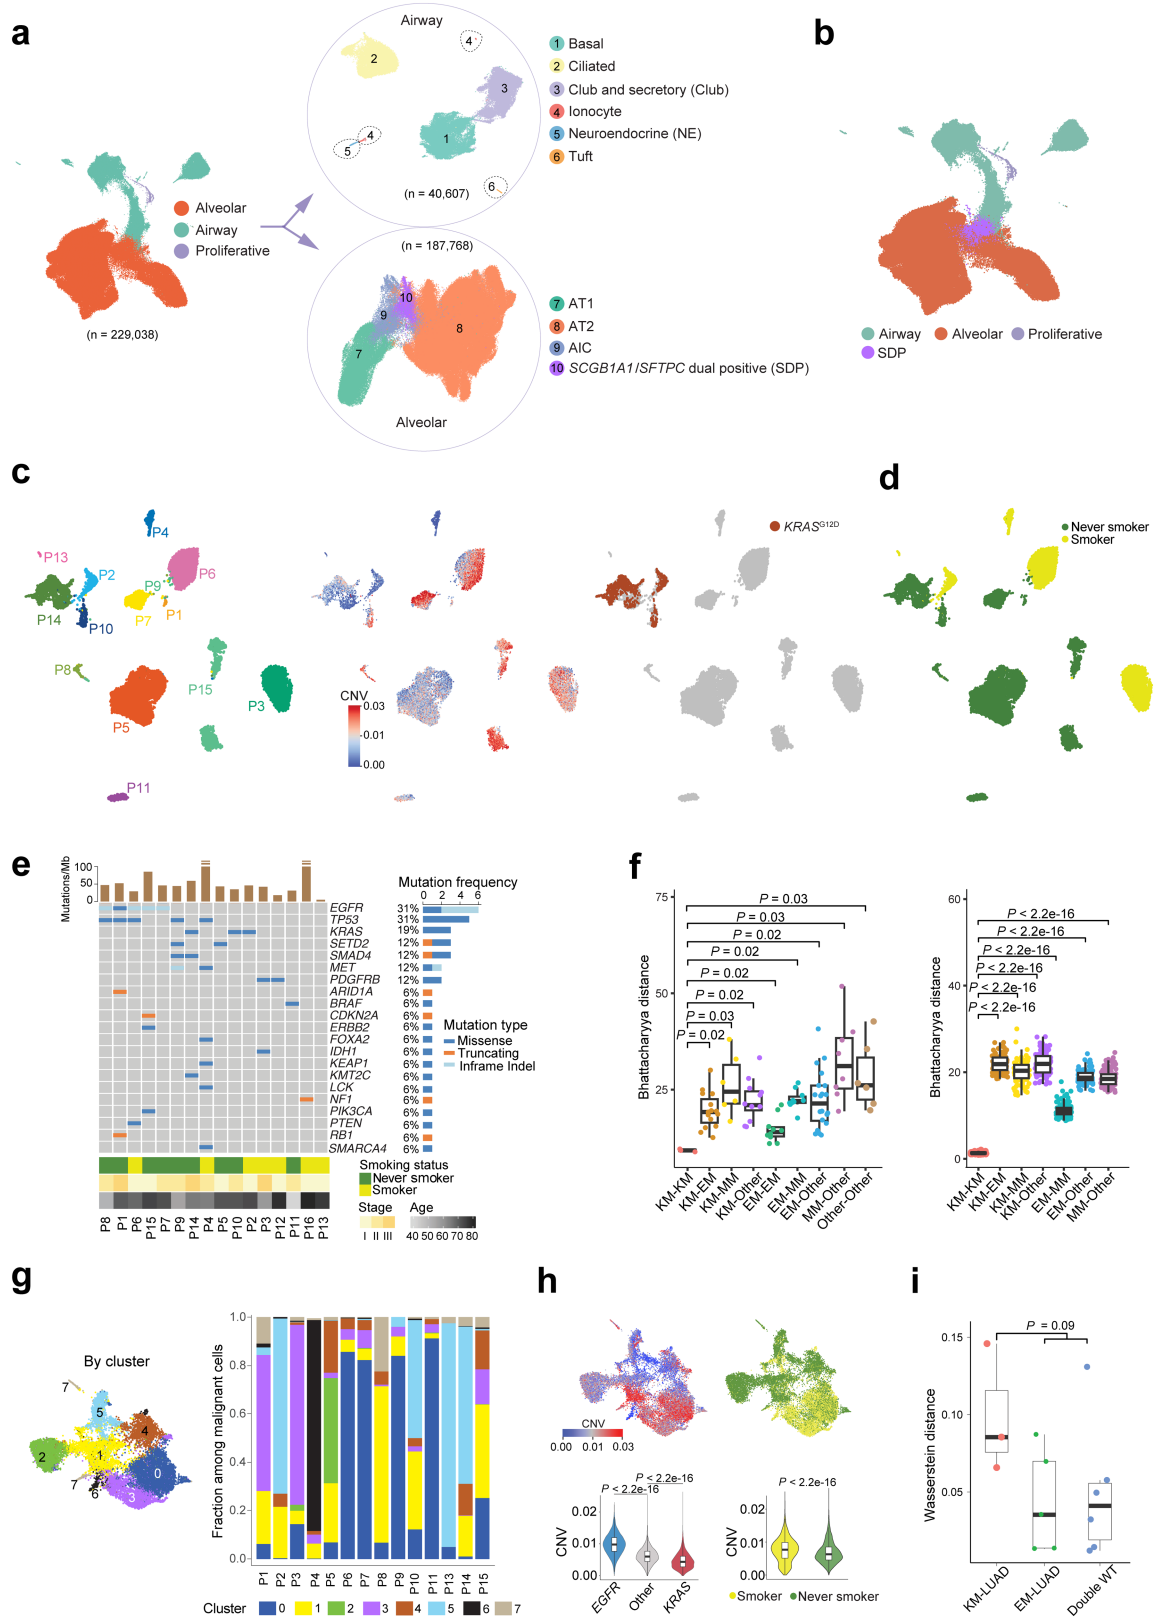 a
Airway
1 Basal
2 Ciliated
3 Club and secretory (Club)
4 Ionocyte
5 Neuroendocrine (NE)
6 Tuft
2
4
3
1
4
5
6
(n = 40,607)
Alveolar
Airway
Proliferative
(n = 229,038)
(n = 187,768)
10
9
8
7
Alveolar
7 AT1
8 AT2
9 AIC
10 SCGB1A1/SFTPC dual positive (SDP)
b
Airway Alveolar Proliferative
SDP
c
P4
P13
P2
P9
P6
P14
P10
P7
P1
P8
P15
P5
P3
P11
CNV
0.03
0.01
0.00
KRASG12D
d
Never smoker
Smoker
e
Mutations/Mb
100
50
0
Mutation frequency
0 2 4 6
EGFR 31%
TP53 31%
KRAS 19%
SETD2 12%
SMAD4 12%
MET 12%
PDGFRB 12%
ARID1A 6%
BRAF 6%
CDKN2A 6%
ERBB2 6%
FOXA2 6%
IDH1 6%
KEAP1 6%
KMT2C 6%
LCK 6%
NF1 6%
PIK3CA 6%
PTEN 6%
RB1 6%
SMARCA4 6%
Mutation type
Missense
Truncating
Inframe Indel
Smoking status
Never smoker
Smoker
Stage
I II III
Age
40 50 60 70 80
P8 P1 P6 P15 P7 P9 P14 P4 P5 P10 P2 P3 P12 P11 P16 P13
f
Bhattacharyya distance
75
50
25
P = 0.03
P = 0.03
P = 0.02
P = 0.02
P = 0.02
P = 0.02
P = 0.03
P = 0.02
KM-KM KM-EM KM-MM KM-Other EM-EM EM-MM EM-Other MM-Other Other-Other
Bhattacharyya distance
60
40
20
0
P < 2.2e-16
P < 2.2e-16
P < 2.2e-16
P < 2.2e-16
P < 2.2e-16
P < 2.2e-16
KM-KM KM-EM KM-MM KM-Other EM-MM EM-Other MM-Other
g
By cluster
7
5
4
2
1
0
7
6
3
Fraction among malignant cells
1.0
0.8
0.6
0.4
0.2
0.0
P1 P2 P3 P4 P5 P6 P7 P8 P9 P10 P11 P13 P14 P15
Cluster 0 1 2 3 4 5 6 7
h
CNV
0.00 0.01 0.03
P < 2.2e-16
P < 2.2e-16
CNV
0.02
0.01
0.00
EGFR Other KRAS
P < 2.2e-16
CNV
0.02
0.01
0.00
Smoker Never smoker
i
Wasserstein distance
0.15
0.10
0.05
P = 0.09
KM-LUAD EM-LUAD Double WT